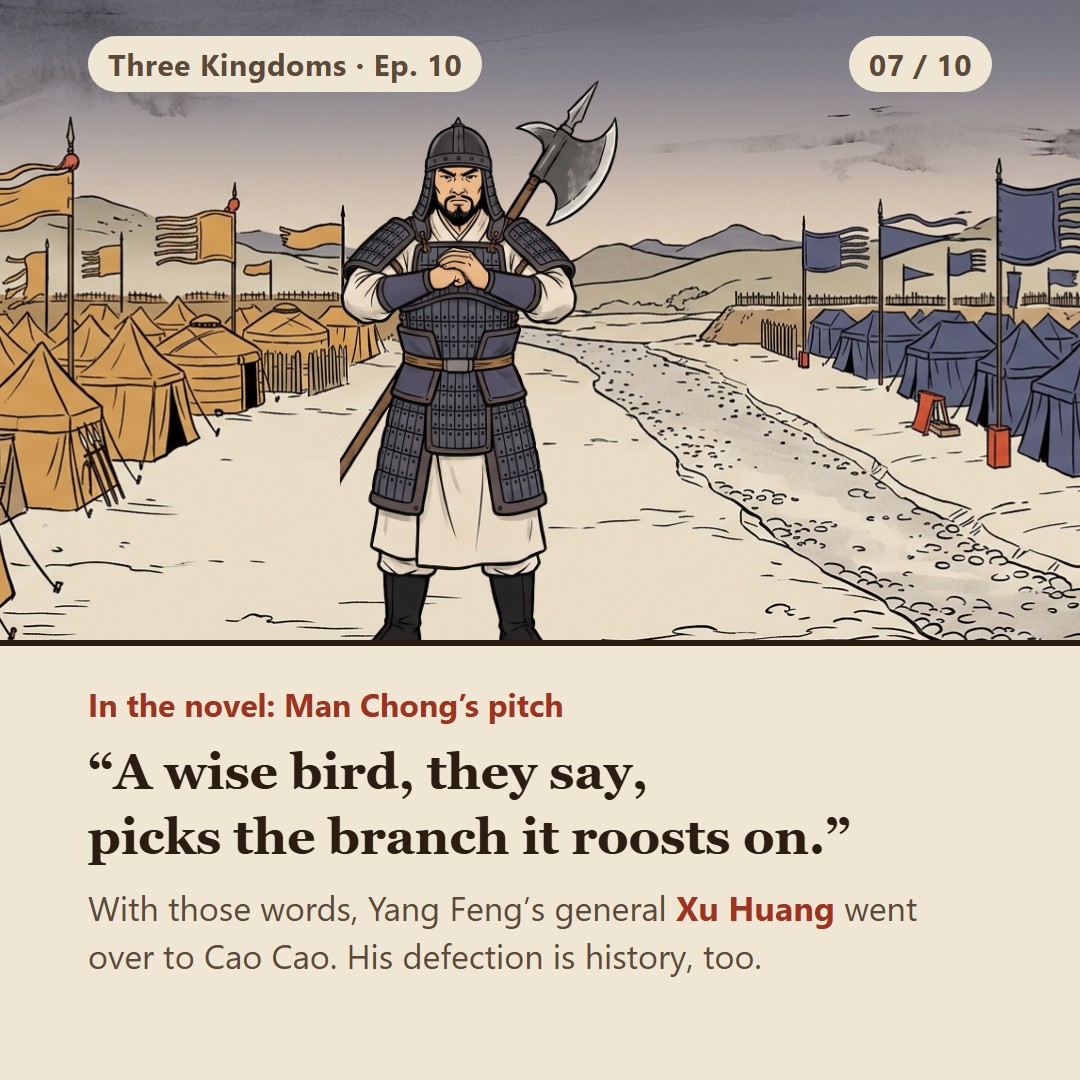 Three Kingdoms · Ep. 10
07 / 10
In the novel: Man Chong’s pitch
“A wise bird, they say,
picks the branch it roosts on.”
With those words, Yang Feng’s general Xu Huang went
over to Cao Cao. His defection is history, too.